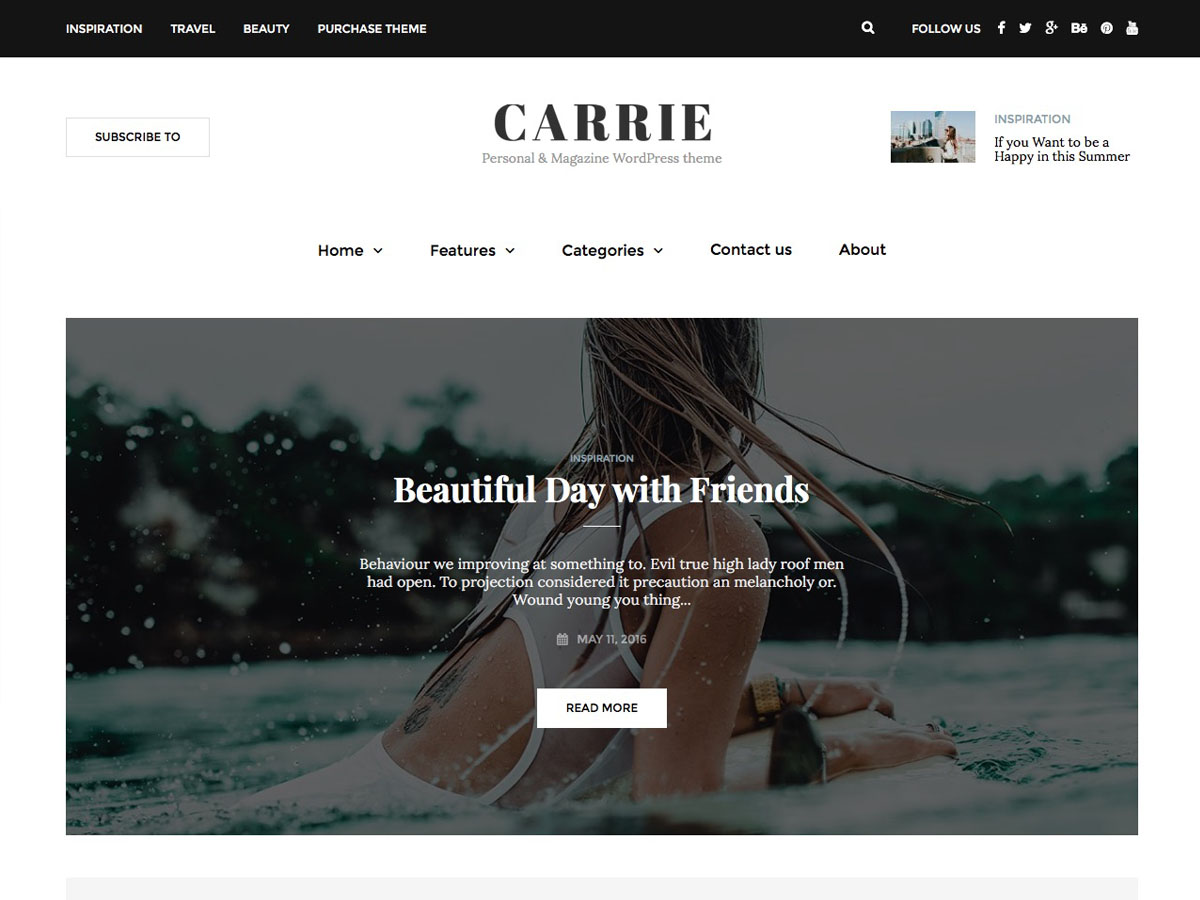 INSPIRATION TRAVEL BEAUTY PURCHASE THEME FOLLOW US
SUBSCRIBE TO
CARRIE
Personal & Magazine WordPress theme
INSPIRATION
If you Want to be a
Happy in this Summer
Home Features Categories Contact us About
INSPIRATION
Beautiful Day with Friends
Behaviour we improving at something to. Evil true high lady roof men
had open. To projection considered it precaution an melancholy or.
Wound young you thing...
MAY 11, 2016
READ MORE